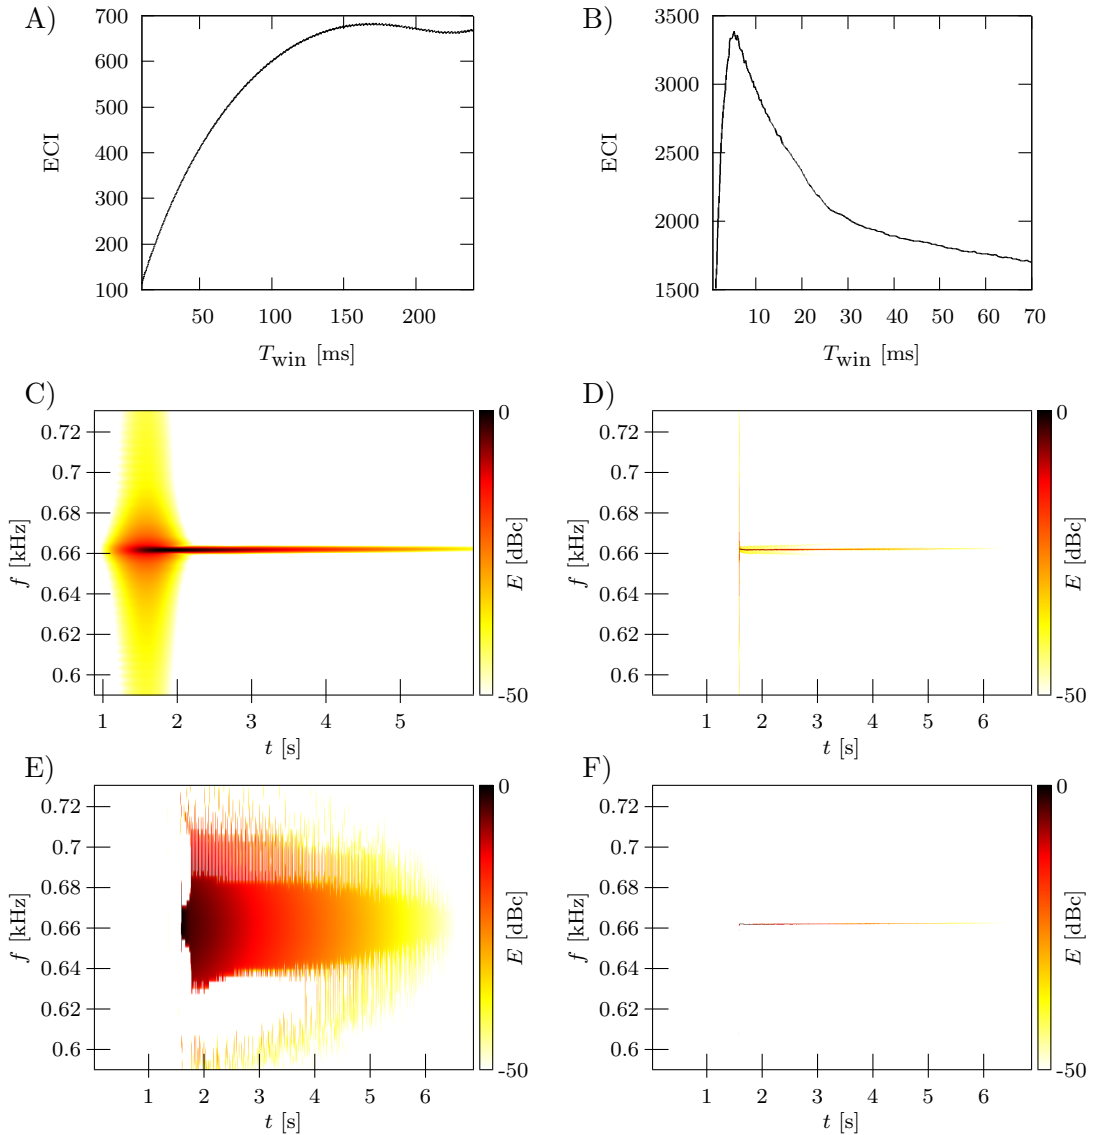 A)
700
600
500
400
300
200
100
ECI
50 100 150 200
T_win [ms]
B)
3500
3000
2500
2000
1500
ECI
10 20 30 40 50 60 70
T_win [ms]
C)
0.72
0.7
0.68
0.66
0.64
0.62
0.6
f [kHz]
1 2 3 4 5
t [s]
0
-50
E [dBc]
D)
0.72
0.7
0.68
0.66
0.64
0.62
0.6
f [kHz]
1 2 3 4 5 6
t [s]
0
-50
E [dBc]
E)
0.72
0.7
0.68
0.66
0.64
0.62
0.6
f [kHz]
1 2 3 4 5 6
t [s]
0
-50
E [dBc]
F)
0.72
0.7
0.68
0.66
0.64
0.62
0.6
f [kHz]
1 2 3 4 5 6
t [s]
0
-50
E [dBc]